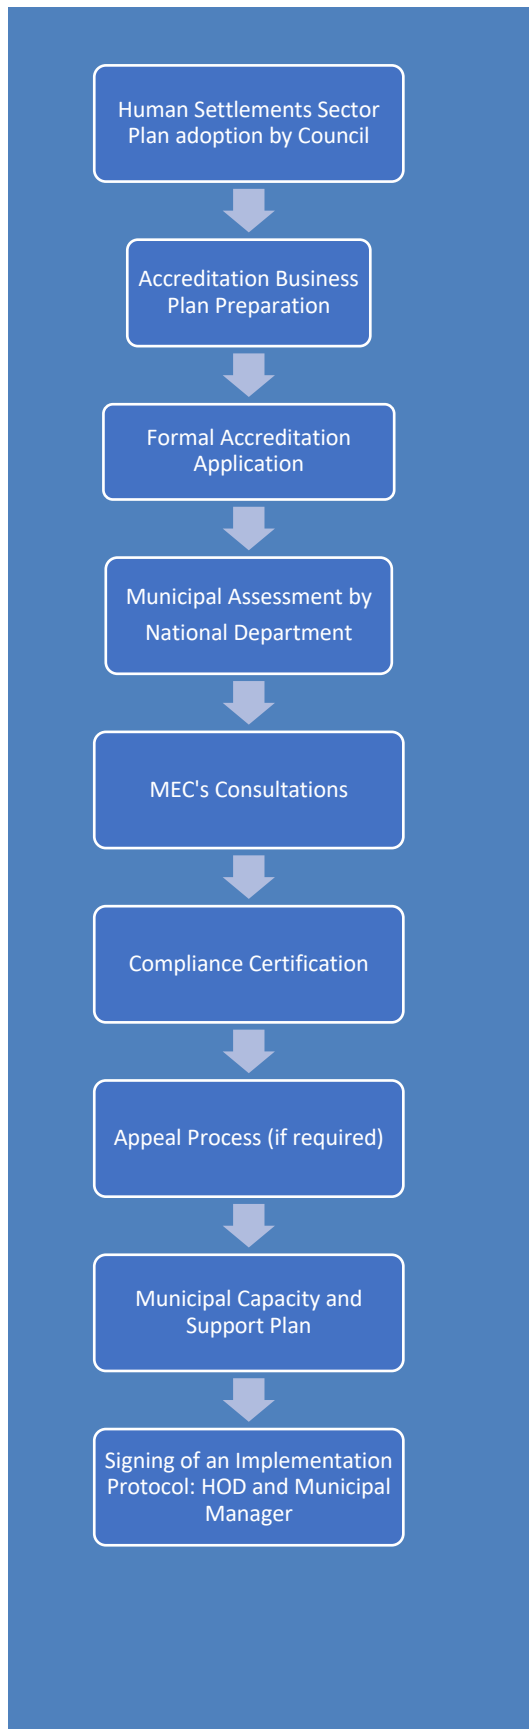 Human Settlements Sector
Plan adoption by Council
Accreditation Business
Plan Preparation
Formal Accreditation
Application
Municipal Assessment by
National Department
MEC's Consultations
Compliance Certification
Appeal Process (if required)
Municipal Capacity and
Support Plan
Signing of an Implementation
Protocol: HOD and Municipal
Manager